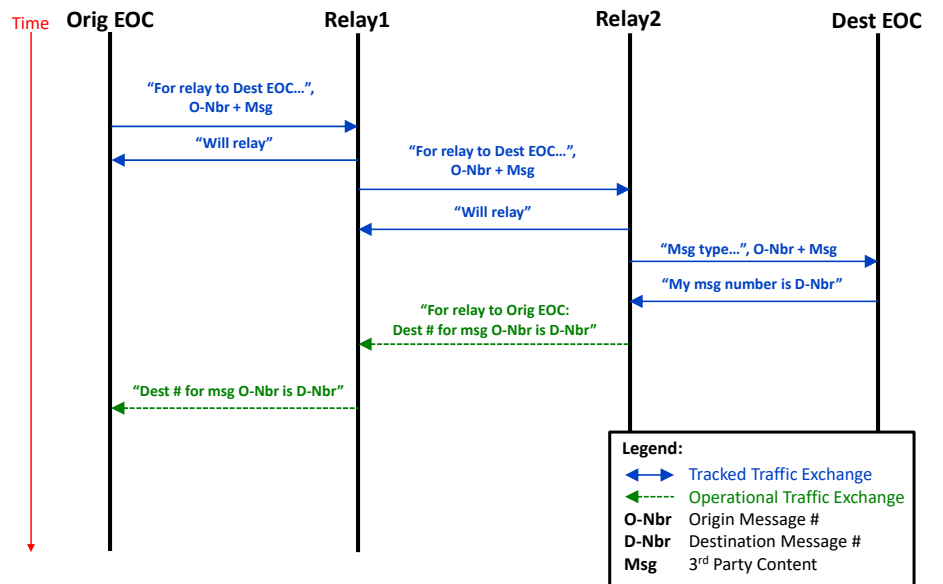 Time
Orig EOC
Relay1
Relay2
Dest EOC
“For relay to Dest EOC…”,
O-Nbr + Msg
“Will relay”
“For relay to Dest EOC…”,
O-Nbr + Msg
“Will relay”
“Msg type…”, O-Nbr + Msg
“My msg number is D-Nbr”
“For relay to Orig EOC:
Dest # for msg O-Nbr is D-Nbr”
“Dest # for msg O-Nbr is D-Nbr”
Legend:
Tracked Traffic Exchange
Operational Traffic Exchange
O-Nbr Origin Message #
D-Nbr Destination Message #
Msg 3rd Party Content